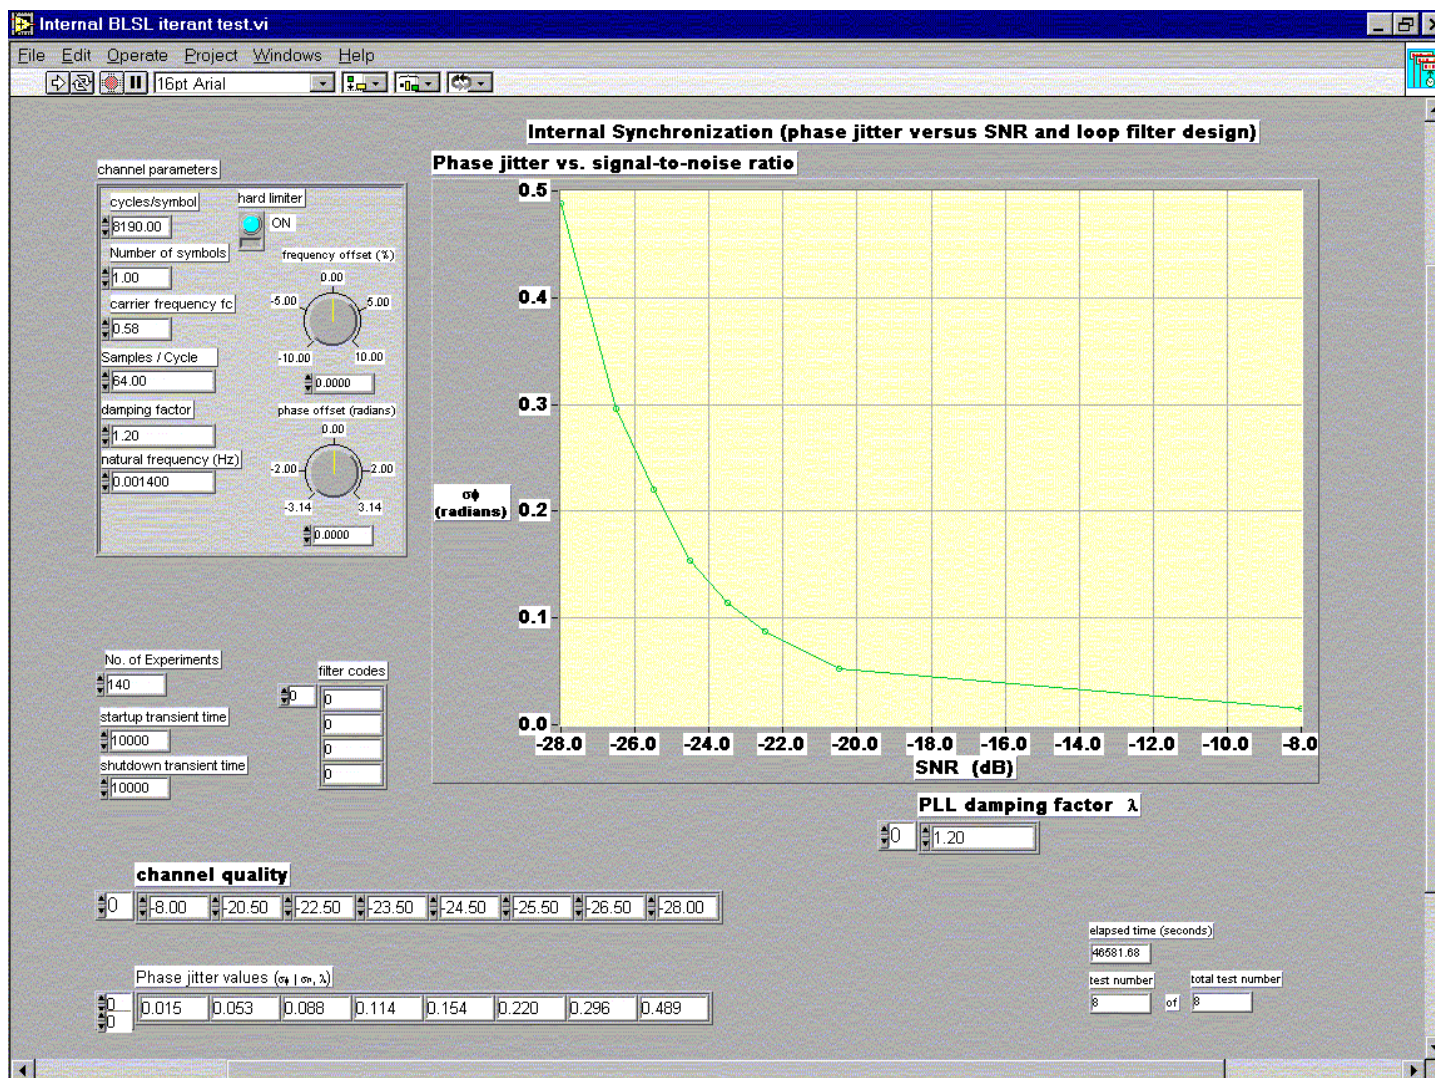 Internal BLSL iterant test.vi
File Edit Operate Project Windows Help
16pt Arial
Internal Synchronization (phase jitter versus SNR and loop filter design)
channel parameters
cycles/symbol
8190.00
hard limiter
ON
Number of symbols
1.00
carrier frequency fc
0.58
Samples / Cycle
64.00
damping factor
1.20
natural frequency (Hz)
0.001400
frequency offset (%)
0.00
-5.00 5.00
-10.00 10.00
0.0000
phase offset (radians)
0.00
-2.00 2.00
-3.14 3.14
0.0000
Phase jitter vs. signal-to-noise ratio
0.5
0.4
0.3
0.2
0.1
0.0
σϕ
(radians)
-28.0 -26.0 -24.0 -22.0 -20.0 -18.0 -16.0 -14.0 -12.0 -10.0 -8.0
SNR (dB)
No. of Experiments
140
startup transient time
10000
shutdown transient time
10000
filter codes
0
0
0
0
0
PLL damping factor λ
0 1.20
channel quality
0 -8.00 -20.50 -22.50 -23.50 -24.50 -25.50 -26.50 -28.00
Phase jitter values (σϕ | σn, λ)
0
0
0.015 0.053 0.088 0.114 0.154 0.220 0.296 0.489
elapsed time (seconds)
46581.68
test number total test number
8 of 8